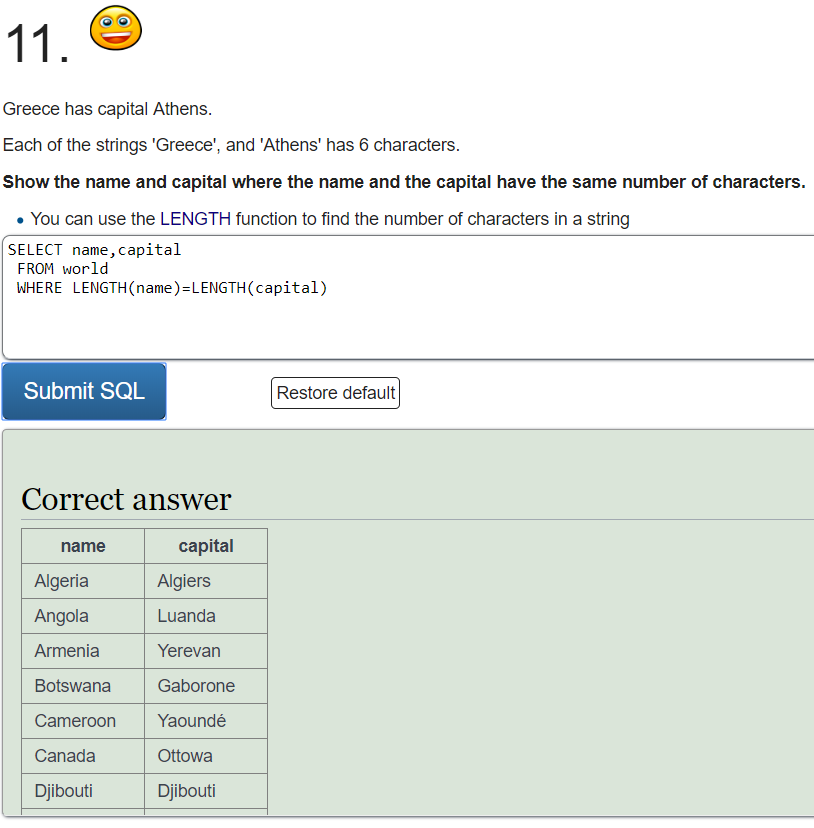 11.
Greece has capital Athens.
Each of the strings 'Greece', and 'Athens' has 6 characters.
Show the name and capital where the name and the capital have the same number of characters.
• You can use the LENGTH function to find the number of characters in a string
SELECT name,capital
FROM world
WHERE LENGTH(name)=LENGTH(capital)
Submit SQL Restore default
Correct answer
name capital
Algeria Algiers
Angola Luanda
Armenia Yerevan
Botswana Gaborone
Cameroon Yaoundé
Canada Ottowa
Djibouti Djibouti